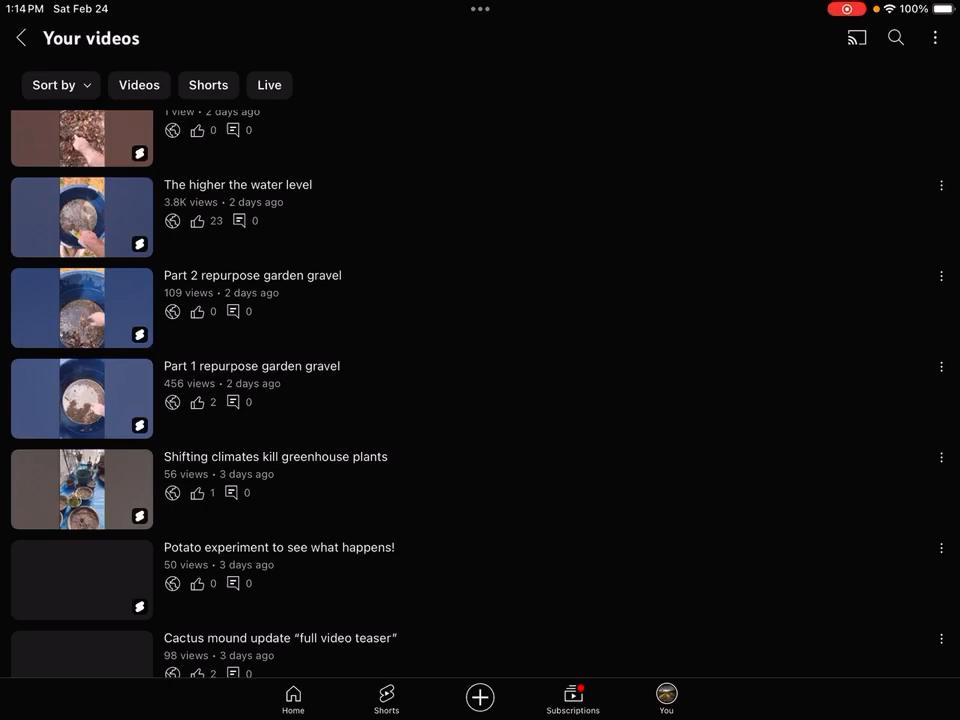 1:14 PM Sat Feb 24
100%
Your videos
Sort by
Videos
Shorts
Live
1 view • 2 days ago
0 0
The higher the water level
3.8K views • 2 days ago
23 0
Part 2 repurpose garden gravel
109 views • 2 days ago
0 0
Part 1 repurpose garden gravel
456 views • 2 days ago
2 0
Shifting climates kill greenhouse plants
56 views • 3 days ago
1 0
Potato experiment to see what happens!
50 views • 3 days ago
0 0
Cactus mound update “full video teaser”
98 views • 3 days ago
2 0
Home
Shorts
Subscriptions
You